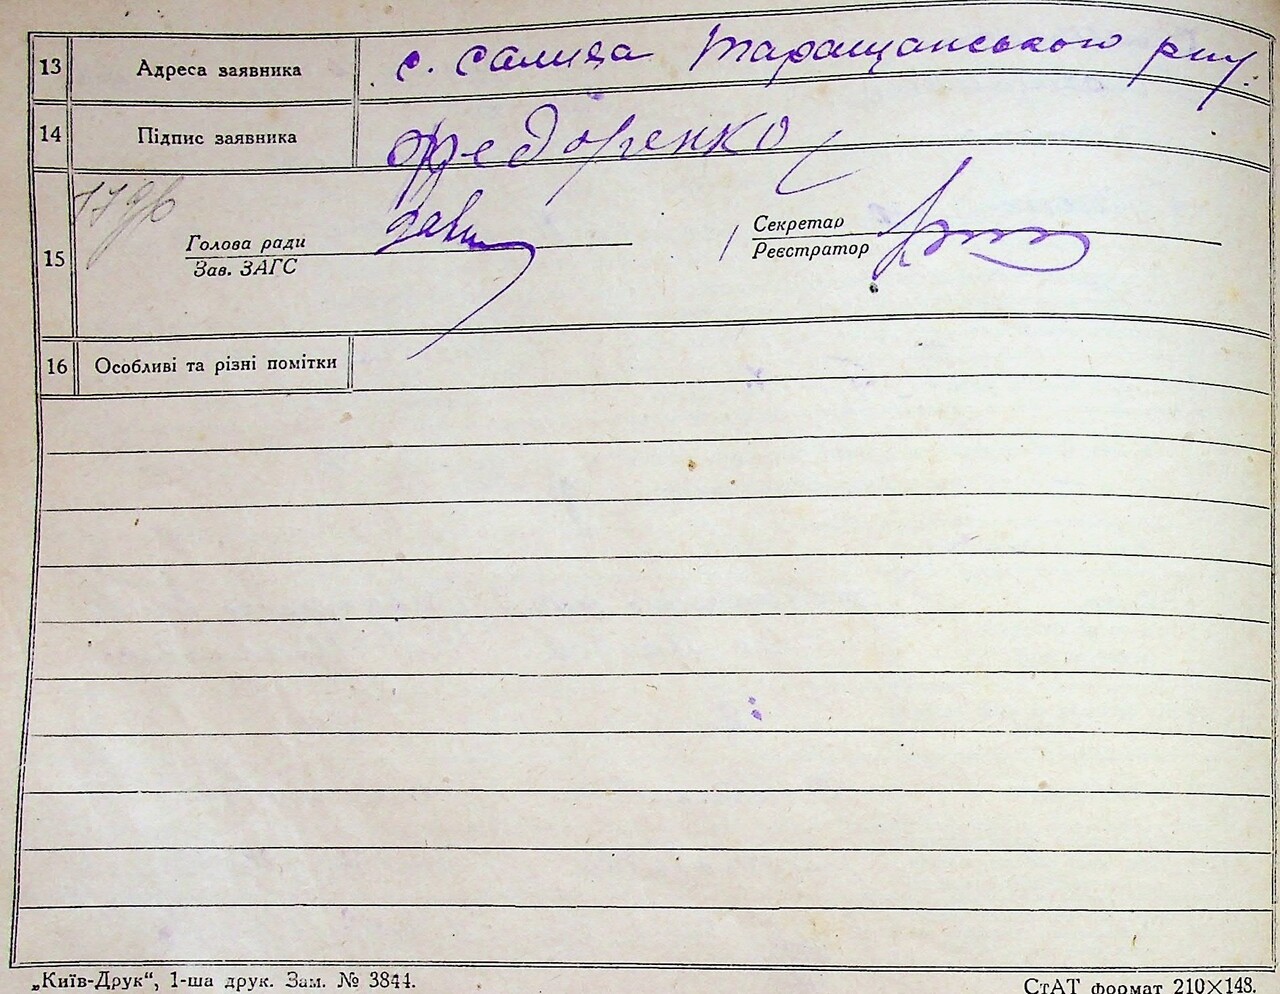 13 Адреса заявника с. Салиха Таращанського р-ну.
14 Підпис заявника Федоренко
15 Голова ради Секретар
Зав. ЗАГС Реєстратор
16 Особливі та різні помітки
„Київ-Друк“, 1-ша друк. Зам. № 3844. СтАТ формат 210×148.